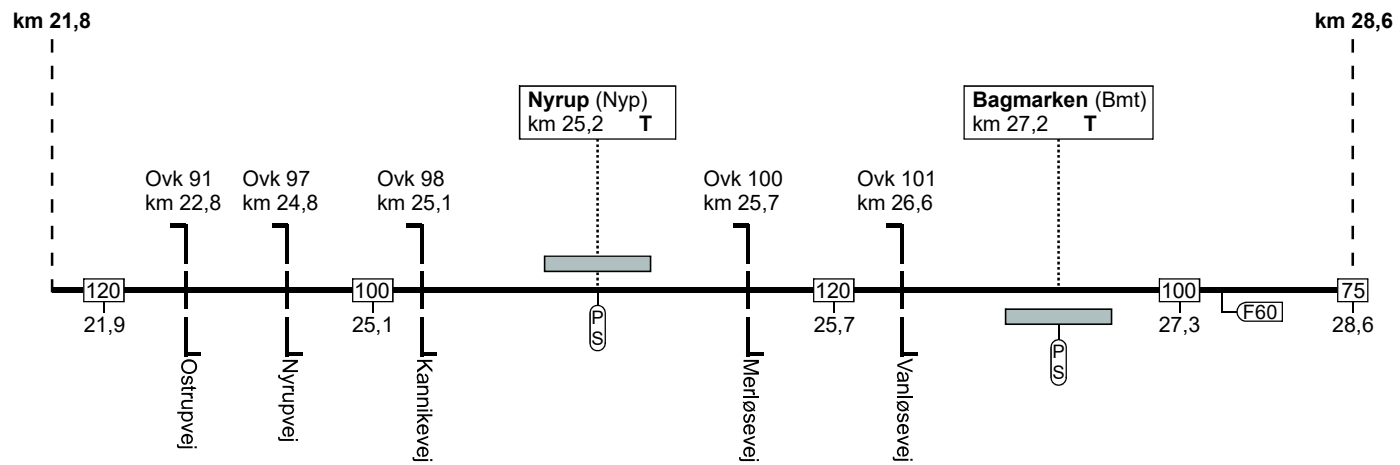 km 21,8
km 28,6
Nyrup (Nyp)
km 25,2 T
Bagmarken (Bmt)
km 27,2 T
Ovk 91
km 22,8
Ovk 97
km 24,8
Ovk 98
km 25,1
Ovk 100
km 25,7
Ovk 101
km 26,6
120
21,9
100
25,1
PS
120
25,7
PS
100
27,3
F60
75
28,6
Ostrupvej
Nyrupvej
Kannikevej
Merløsevej
Vanløsevej